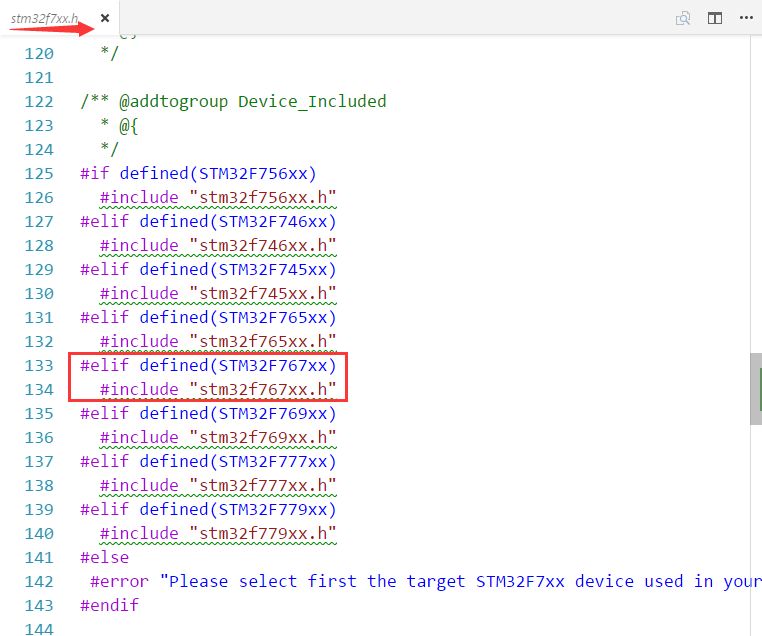 stm32f7xx.h
120 */
121
122 /** @addtogroup Device_Included
123 * @{
124 */
125 #if defined(STM32F756xx)
126 #include "stm32f756xx.h"
127 #elif defined(STM32F746xx)
128 #include "stm32f746xx.h"
129 #elif defined(STM32F745xx)
130 #include "stm32f745xx.h"
131 #elif defined(STM32F765xx)
132 #include "stm32f765xx.h"
133 #elif defined(STM32F767xx)
134 #include "stm32f767xx.h"
135 #elif defined(STM32F769xx)
136 #include "stm32f769xx.h"
137 #elif defined(STM32F777xx)
138 #include "stm32f777xx.h"
139 #elif defined(STM32F779xx)
140 #include "stm32f779xx.h"
141 #else
142 #error "Please select first the target STM32F7xx device used in your
143 #endif
144